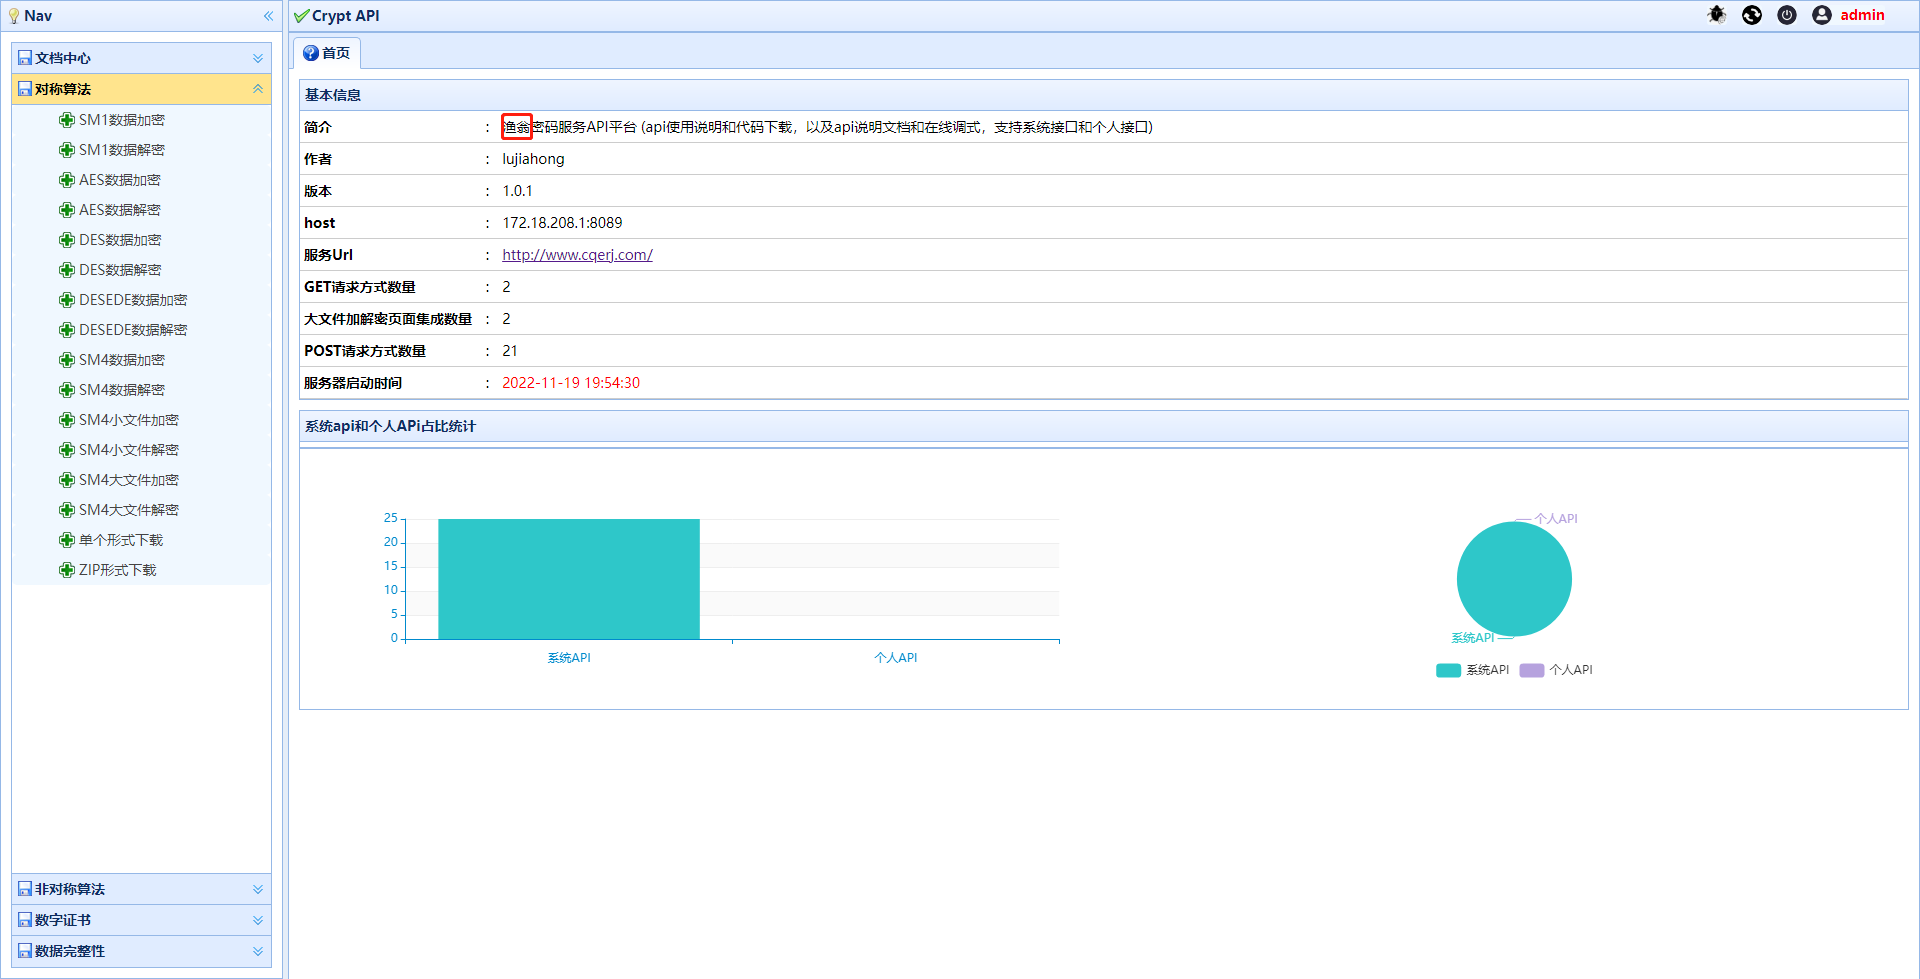 Nav
文档中心
对称算法
SM1数据加密
SM1数据解密
AES数据加密
AES数据解密
DES数据加密
DES数据解密
DESEDE数据加密
DESEDE数据解密
SM4数据加密
SM4数据解密
SM4小文件加密
SM4小文件解密
SM4大文件加密
SM4大文件解密
单个形式下载
ZIP形式下载
非对称算法
数字证书
数据完整性
Crypt API
admin
首页
基本信息
简介 : 渔翁密码服务API平台 (api使用说明和代码下载，以及api说明文档和在线调式，支持系统接口和个人接口)
作者 : lujiahong
版本 : 1.0.1
host : 172.18.208.1:8089
服务Url : http://www.cqerj.com/
GET请求方式数量 : 2
大文件加解密页面集成数量 : 2
POST请求方式数量 : 21
服务器启动时间 : 2022-11-19 19:54:30
系统api和个人APi占比统计
25
20
15
10
5
0
系统API 个人API
个人API
系统API
系统API 个人API